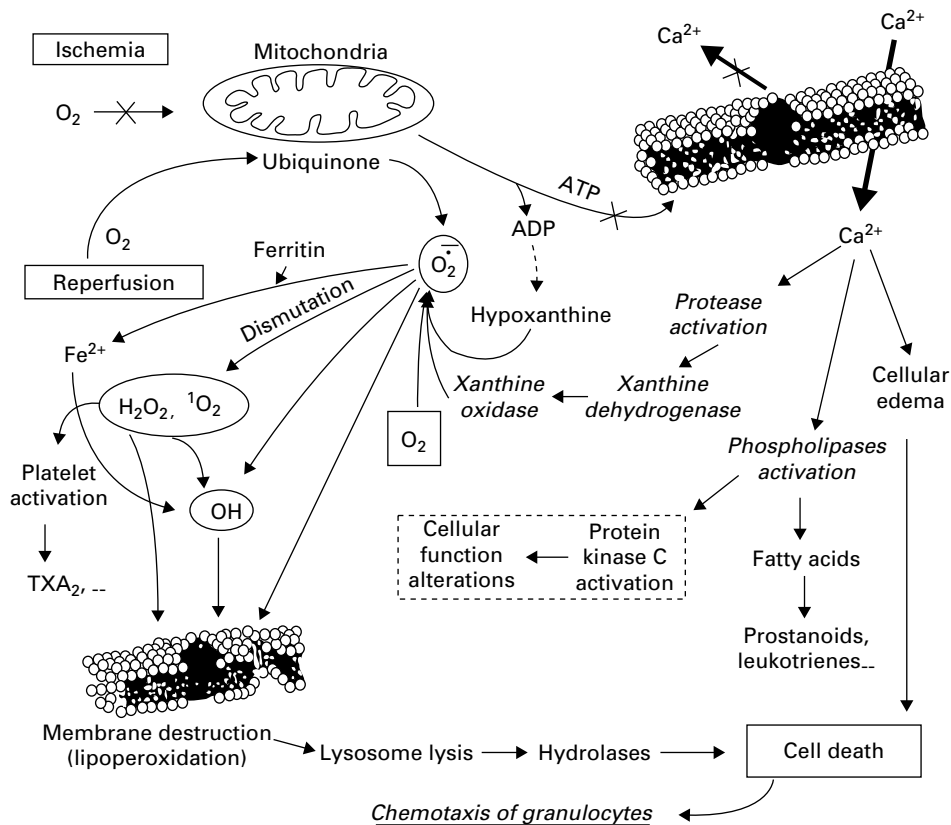 Ischemia
Mitochondria
Ca²⁺
Ca²⁺
O₂
Ubiquinone
ATP
ADP
Ca²⁺
O₂
Reperfusion
Ferritin
O₂•̅
Dismutation
Hypoxanthine
Protease
activation
Fe²⁺
H₂O₂, ¹O₂
Xanthine
oxidase
Xanthine
dehydrogenase
Cellular
edema
O₂
Platelet
activation
Phospholipases
activation
OH
TXA₂, --
Cellular
function
alterations
Protein
kinase C
activation
Fatty acids
Prostanoids,
leukotrienes--
Membrane destruction
(lipoperoxidation)
Lysosome lysis
Hydrolases
Cell death
Chemotaxis of granulocytes